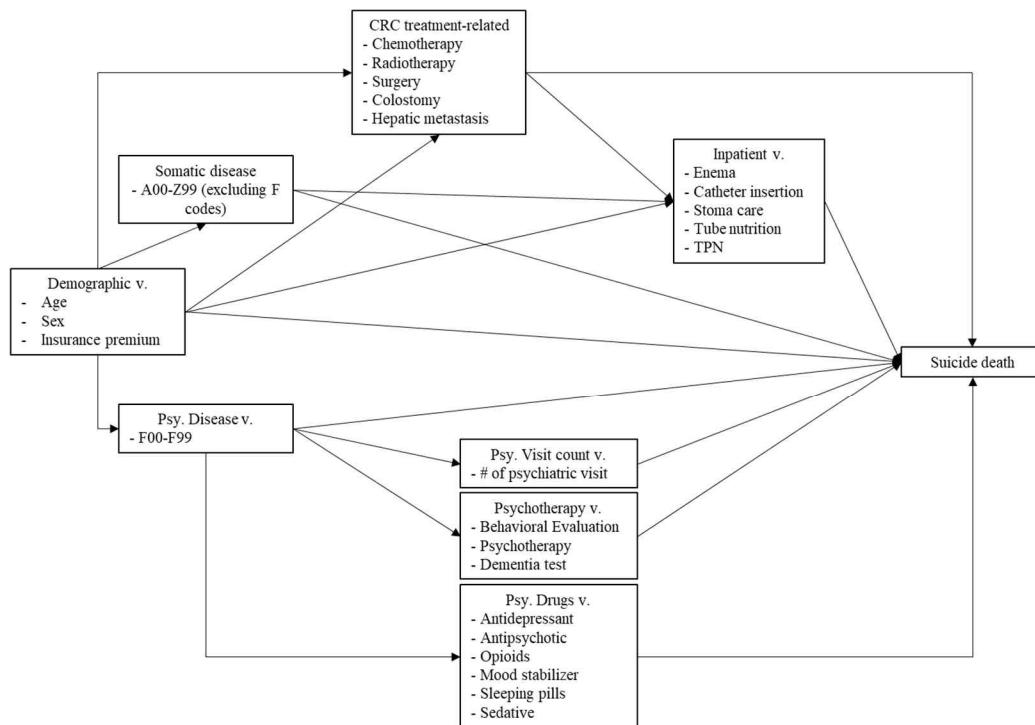 CRC treatment-related
- Chemotherapy
- Radiotherapy
- Surgery
- Colostomy
- Hepatic metastasis
Somatic disease
- A00-Z99 (excluding F
codes)
Inpatient v.
- Enema
- Catheter insertion
- Stoma care
- Tube nutrition
- TPN
Demographic v.
- Age
- Sex
- Insurance premium
Suicide death
Psy. Disease v.
- F00-F99
Psy. Visit count v.
- # of psychiatric visit
Psychotherapy v.
- Behavioral Evaluation
- Psychotherapy
- Dementia test
Psy. Drugs v.
- Antidepressant
- Antipsychotic
- Opioids
- Mood stabilizer
- Sleeping pills
- Sedative